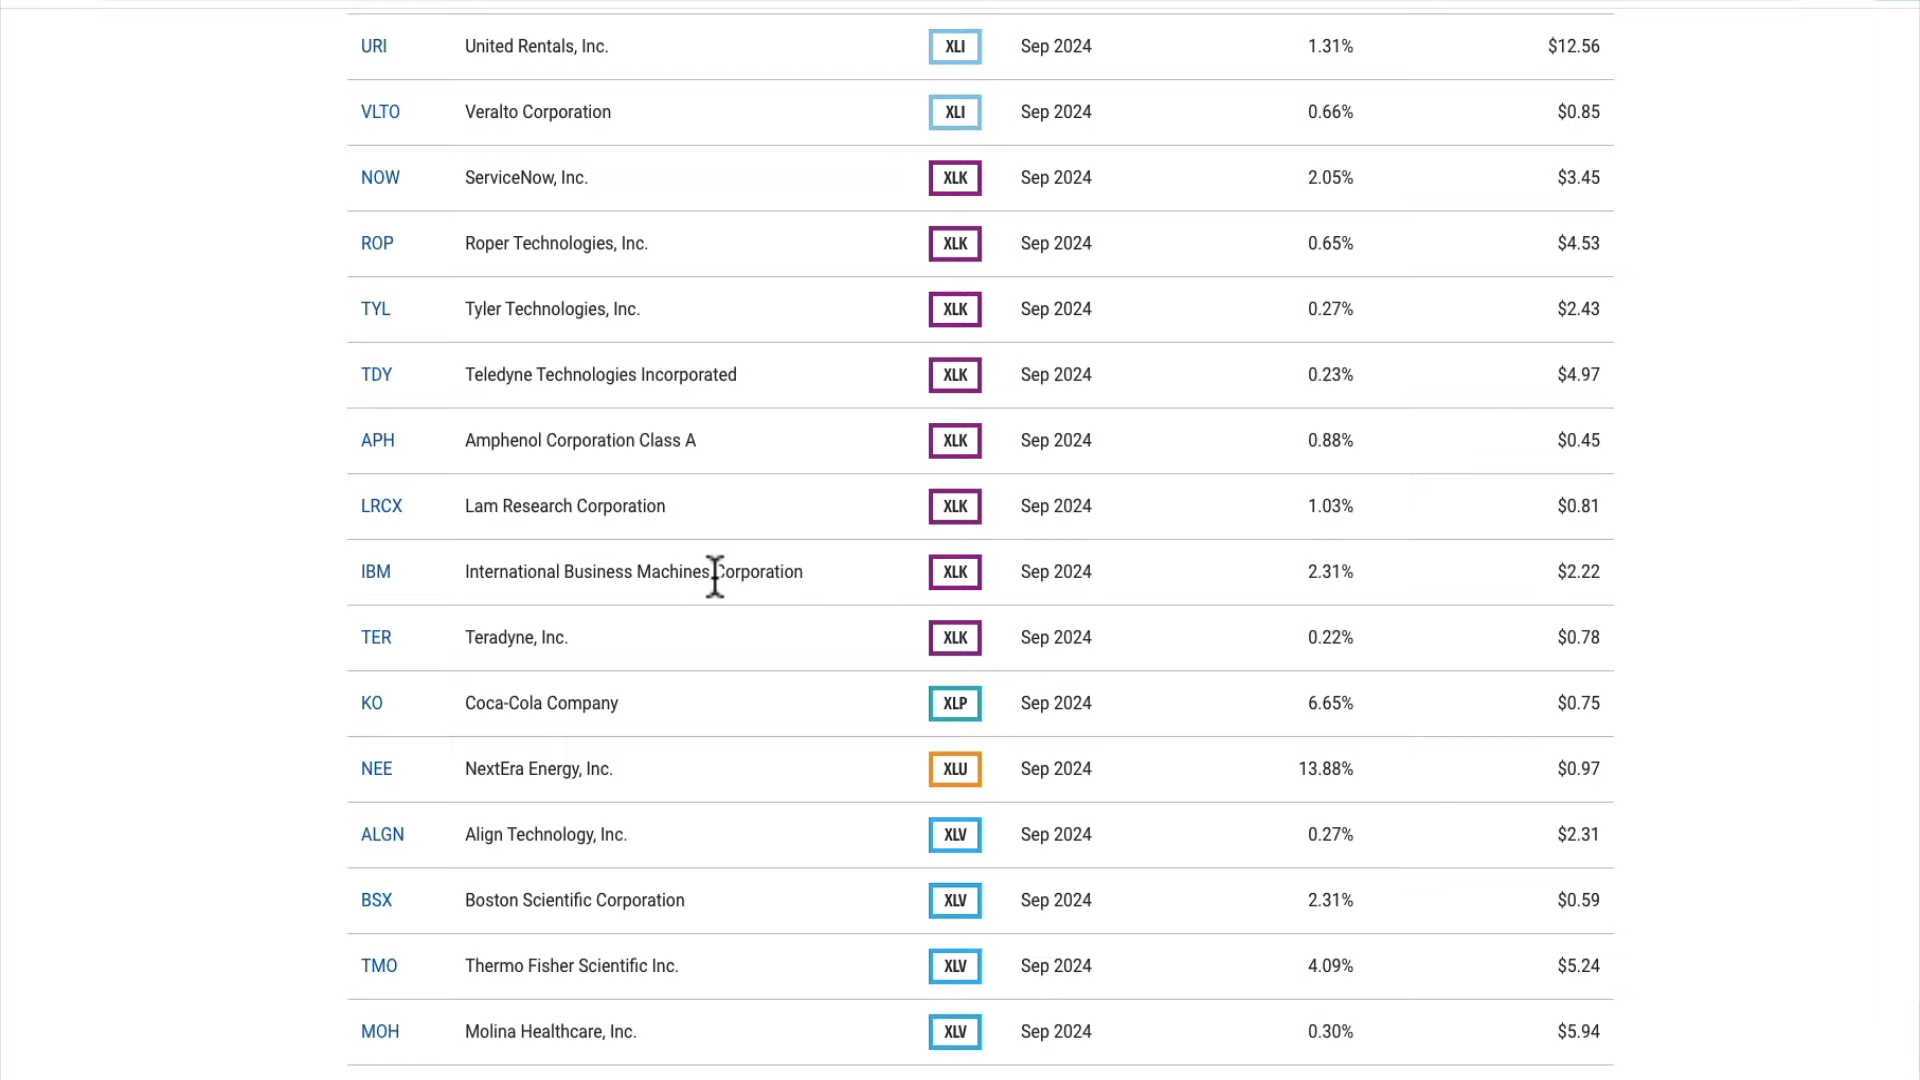 URI United Rentals, Inc. XLI Sep 2024 1.31% $12.56
VLTO Veralto Corporation XLI Sep 2024 0.66% $0.85
NOW ServiceNow, Inc. XLK Sep 2024 2.05% $3.45
ROP Roper Technologies, Inc. XLK Sep 2024 0.65% $4.53
TYL Tyler Technologies, Inc. XLK Sep 2024 0.27% $2.43
TDY Teledyne Technologies Incorporated XLK Sep 2024 0.23% $4.97
APH Amphenol Corporation Class A XLK Sep 2024 0.88% $0.45
LRCX Lam Research Corporation XLK Sep 2024 1.03% $0.81
IBM International Business Machines Corporation XLK Sep 2024 2.31% $2.22
TER Teradyne, Inc. XLK Sep 2024 0.22% $0.78
KO Coca-Cola Company XLP Sep 2024 6.65% $0.75
NEE NextEra Energy, Inc. XLU Sep 2024 13.88% $0.97
ALGN Align Technology, Inc. XLV Sep 2024 0.27% $2.31
BSX Boston Scientific Corporation XLV Sep 2024 2.31% $0.59
TMO Thermo Fisher Scientific Inc. XLV Sep 2024 4.09% $5.24
MOH Molina Healthcare, Inc. XLV Sep 2024 0.30% $5.94